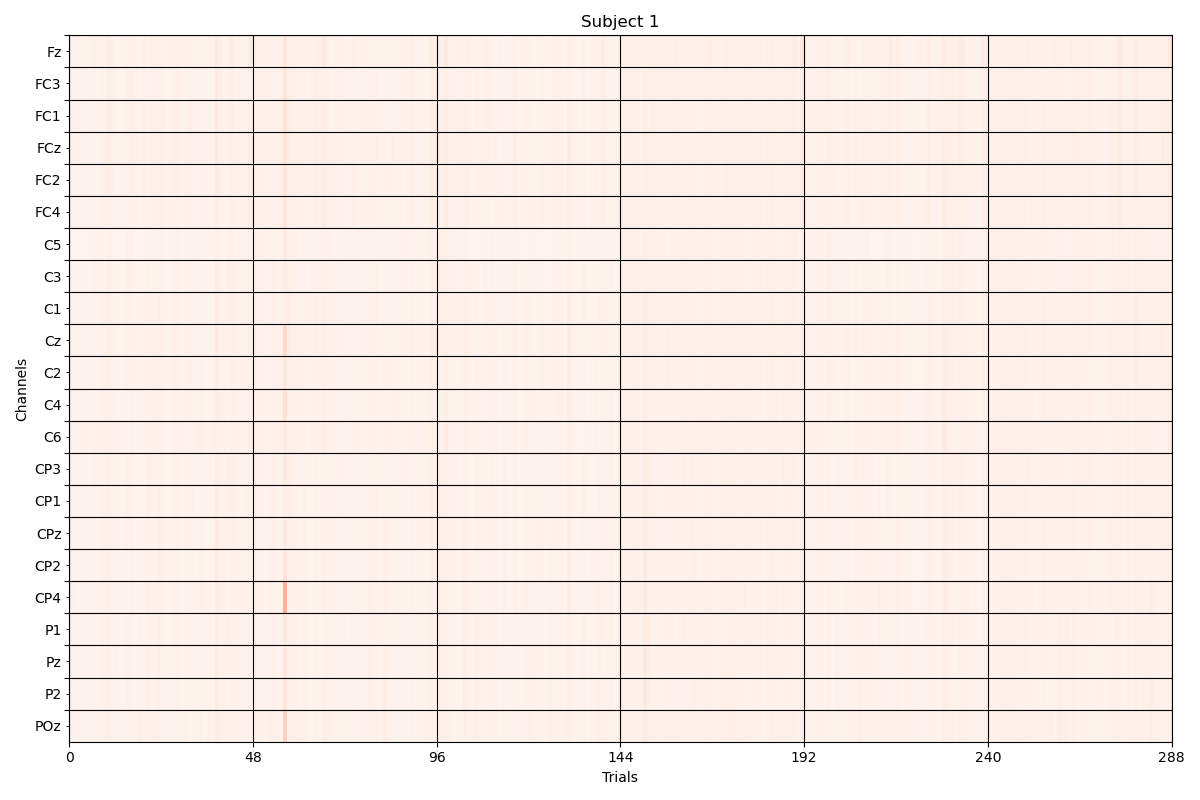 Subject 1
Channels
Fz
FC3
FC1
FCz
FC2
FC4
C5
C3
C1
Cz
C2
C4
C6
CP3
CP1
CPz
CP2
CP4
P1
Pz
P2
POz
0 48 96 144 192 240 288
Trials